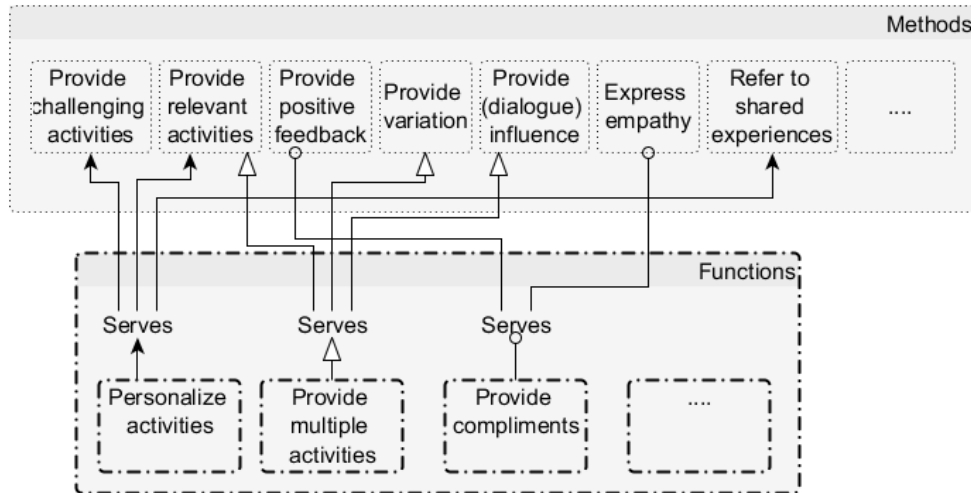 Methods
Provide
challenging
activities
Provide
relevant
activities
Provide
positive
feedback
Provide
variation
Provide
(dialogue)
influence
Express
empathy
Refer to
shared
experiences
....
Functions
Serves
Serves
Serves
Personalize
activities
Provide
multiple
activities
Provide
compliments
....